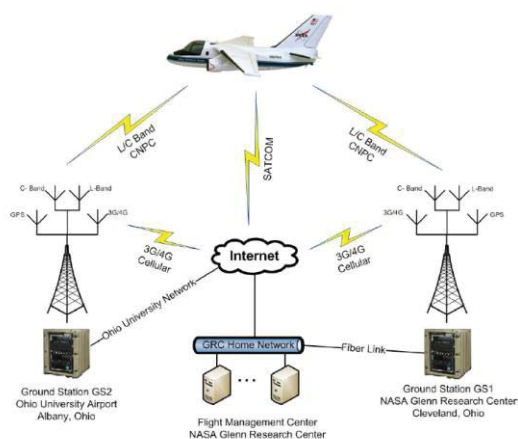 NASA
L/C Band
CNPC
SATCOM
L/C Band
CNPC
C- Band
L-Band
GPS
3G/4G
C- Band
L-Band
3G/4G
GPS
3G/4G
Cellular
Internet
3G/4G
Cellular
Ohio University Network
GRC Home Network
Fiber Link
Ground Station GS2
Ohio University Airport
Albany, Ohio
Flight Management Center
NASA Glenn Research Center
Ground Station GS1
NASA Glenn Research Center
Cleveland, Ohio